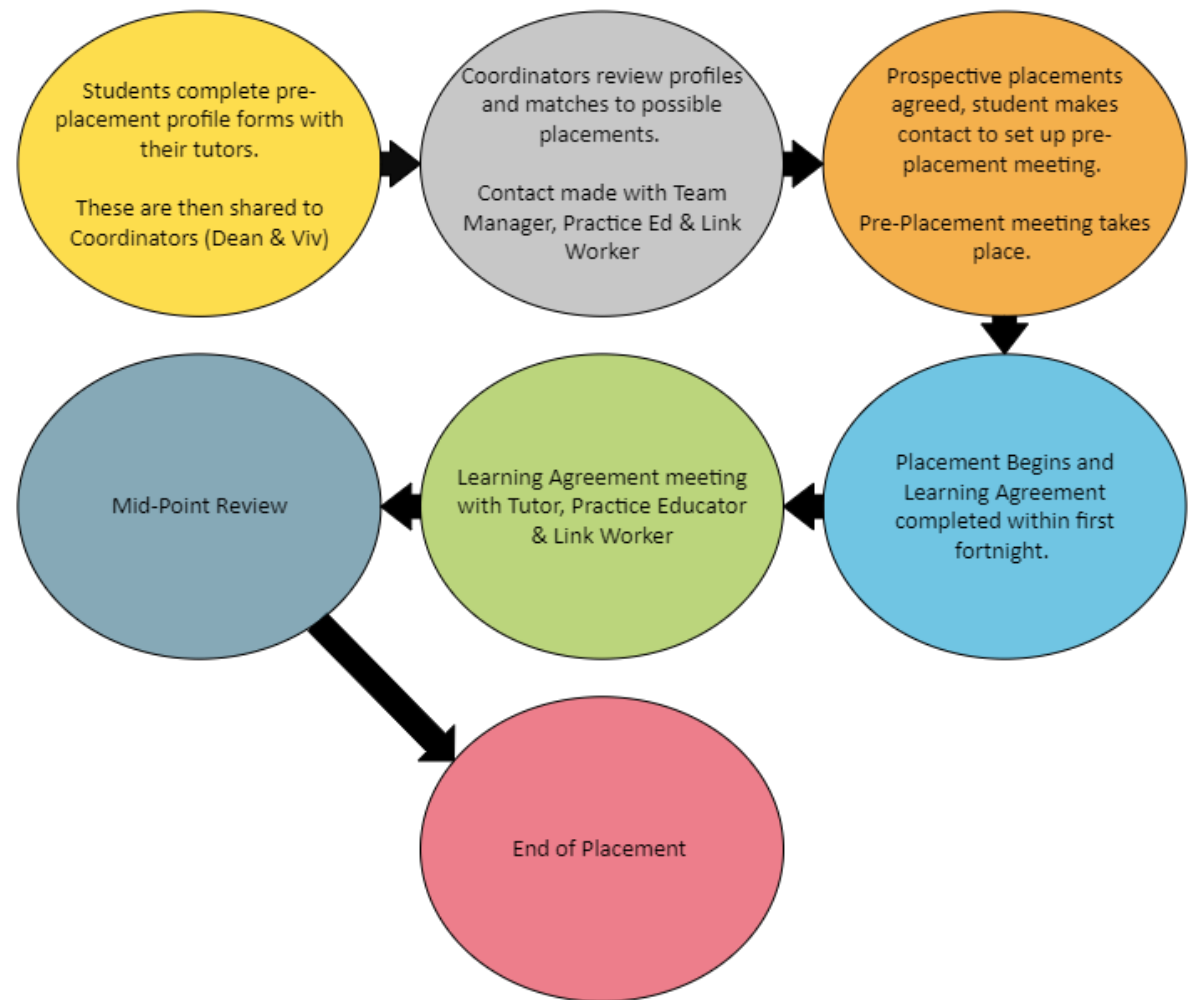 Students complete pre-
placement profile forms with
their tutors.
These are then shared to
Coordinators (Dean & Viv)
Coordinators review profiles
and matches to possible
placements.
Contact made with Team
Manager, Practice Ed & Link
Worker
Prospective placements
agreed, student makes
contact to set up pre-
placement meeting.
Pre-Placement meeting takes
place.
Placement Begins and
Learning Agreement
completed within first
fortnight.
Learning Agreement meeting
with Tutor, Practice Educator
& Link Worker
Mid-Point Review
End of Placement